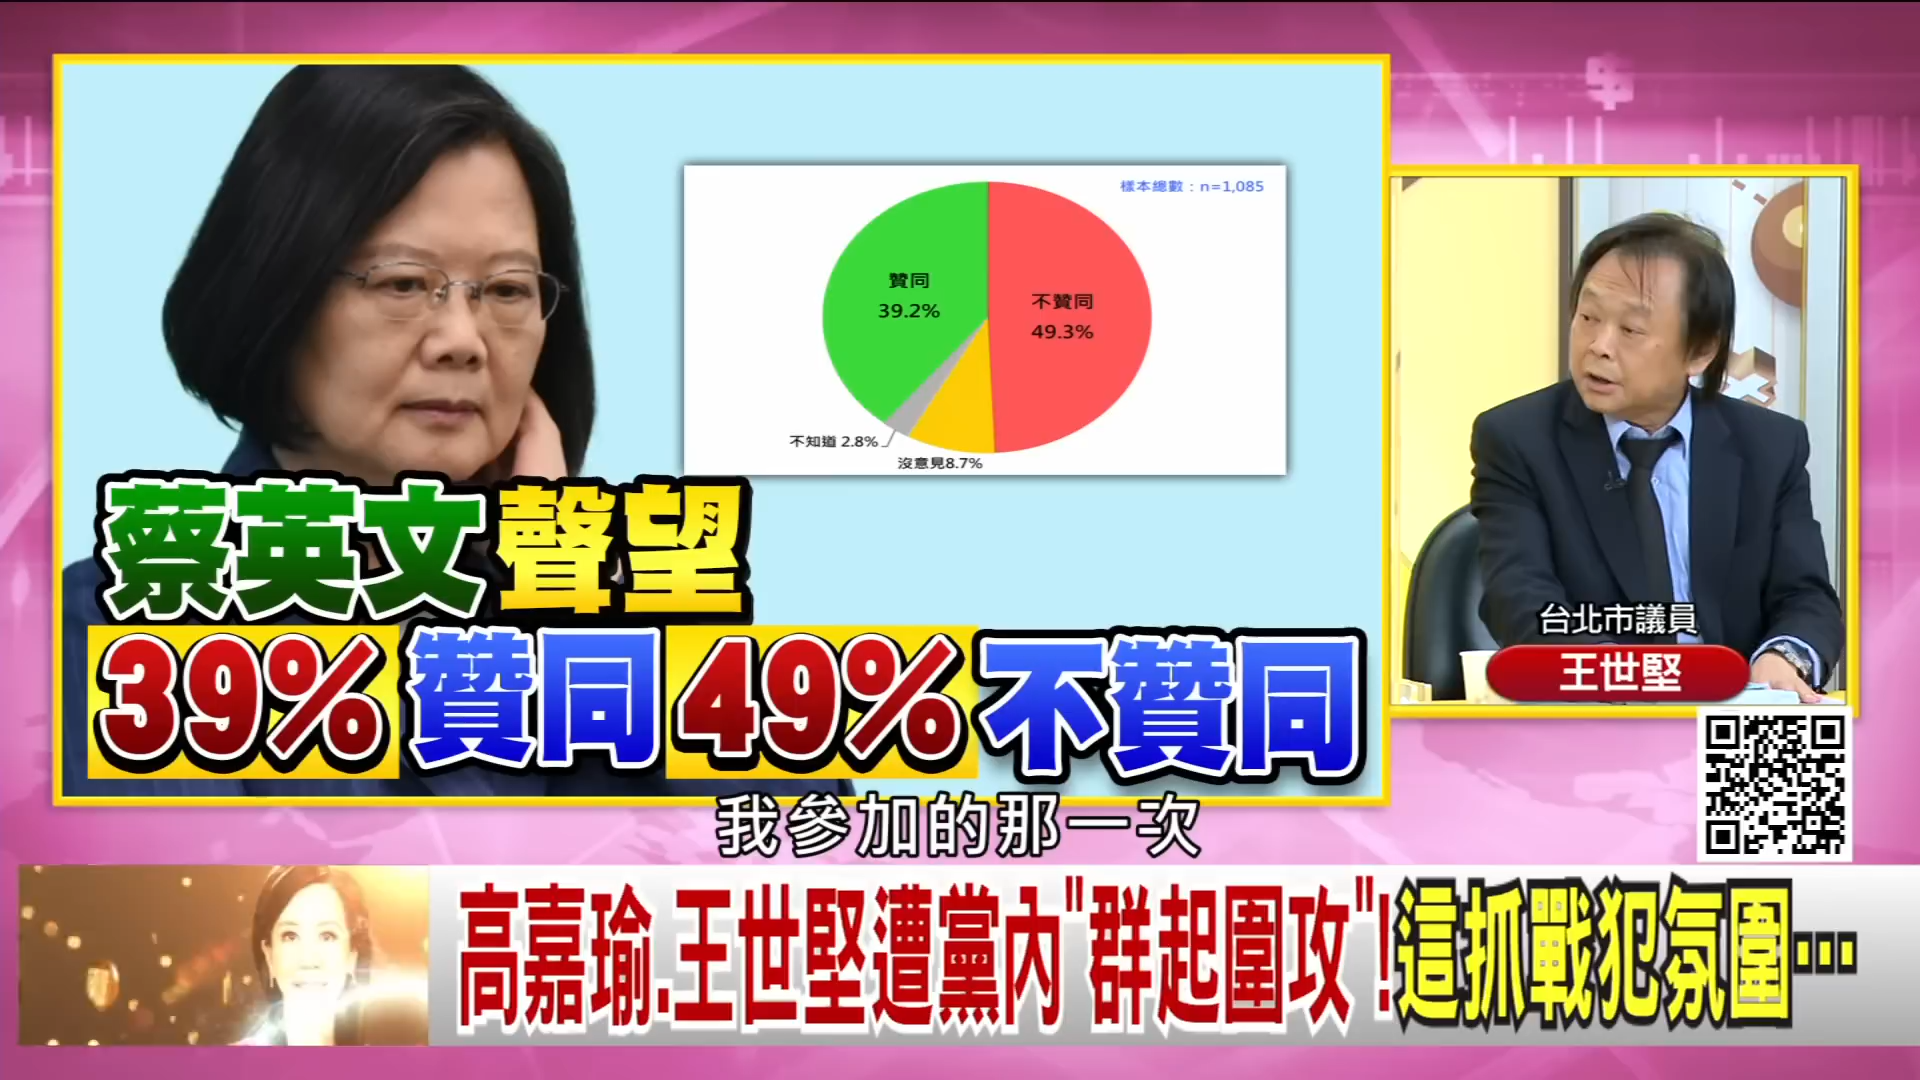 樣本總數：n=1,085
贊同
39.2%
不贊同
49.3%
不知道 2.8%
沒意見8.7%
蔡英文聲望
39%贊同49%不贊同
台北市議員
王世堅
我參加的那一次
高嘉瑜.王世堅遭黨內"群起圍攻"!這抓戰犯氛圍…